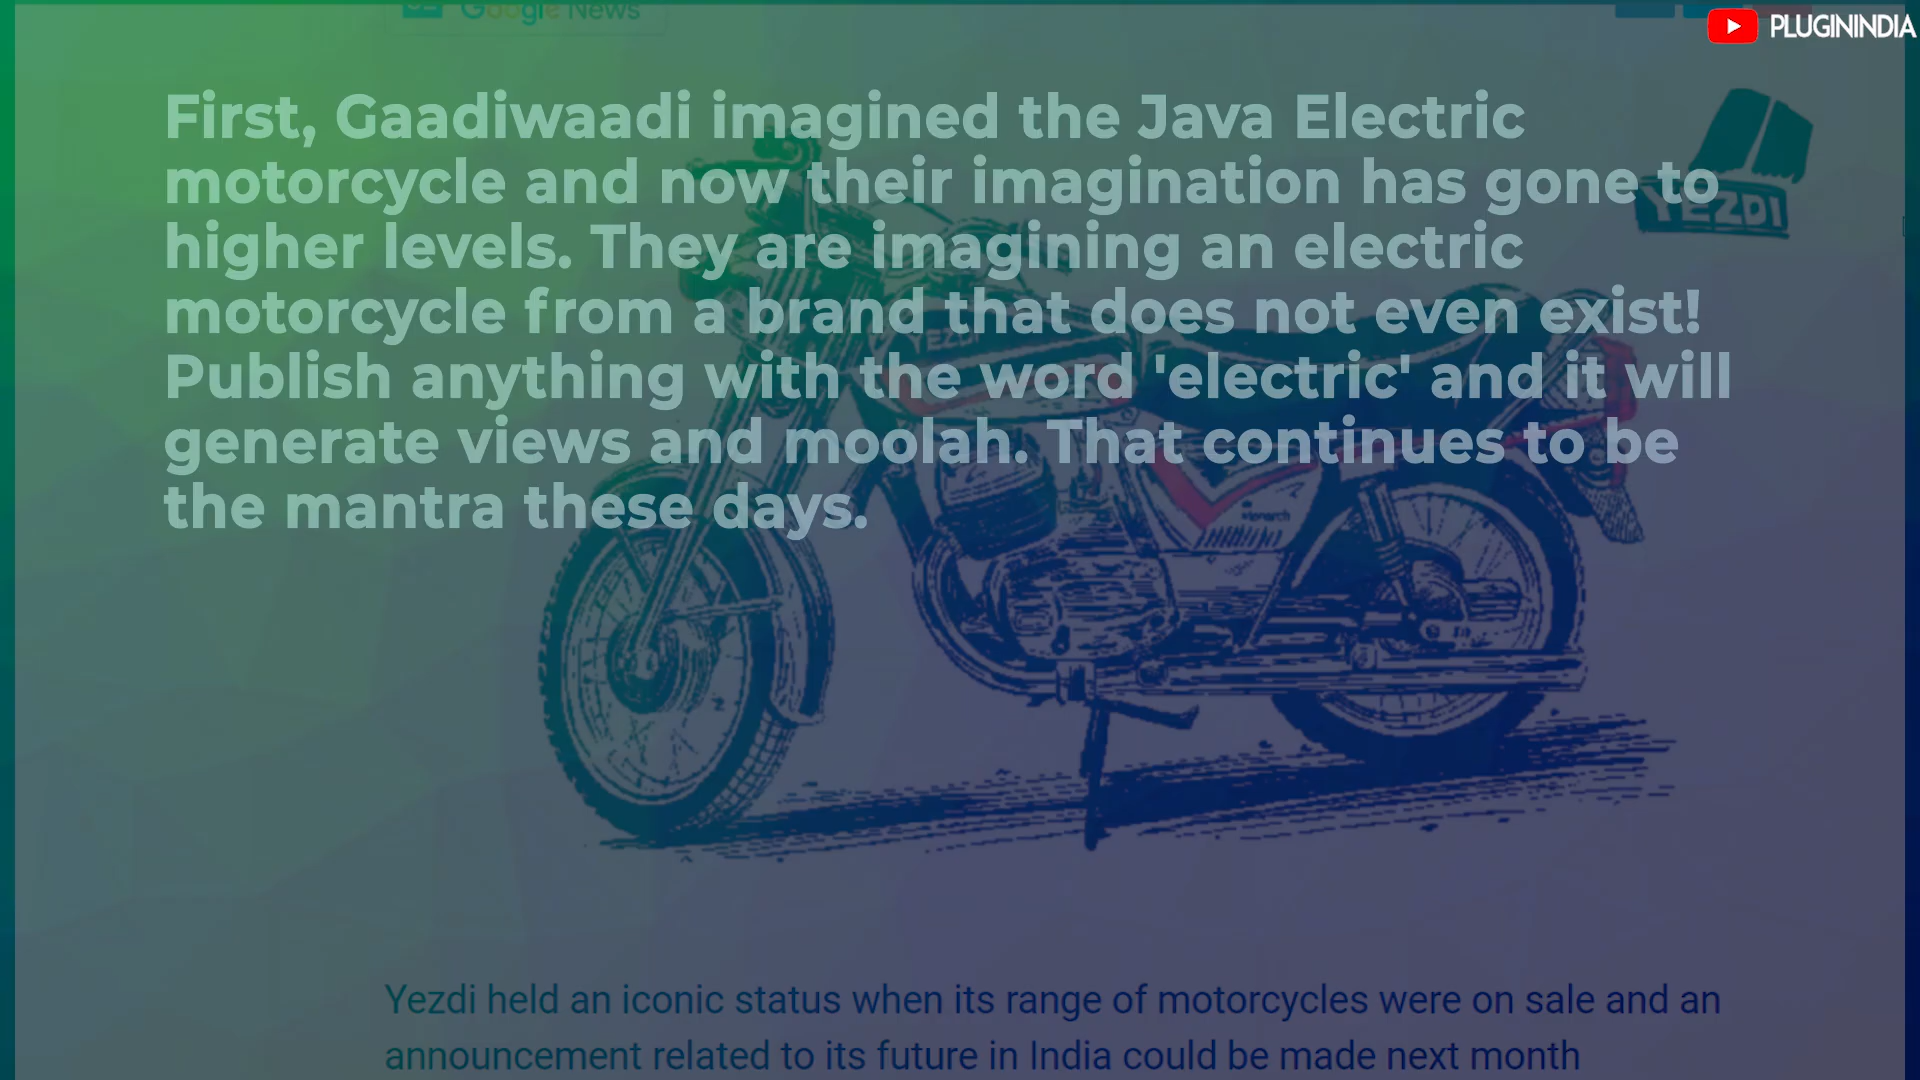 Google News
PLUGININDIA
First, Gaadiwaadi imagined the Java Electric
motorcycle and now their imagination has gone to
higher levels. They are imagining an electric
motorcycle from a brand that does not even exist!
Publish anything with the word 'electric' and it will
generate views and moolah. That continues to be
the mantra these days.
YEZDI
YEZDI
Monarch
Yezdi held an iconic status when its range of motorcycles were on sale and an
announcement related to its future in India could be made next month